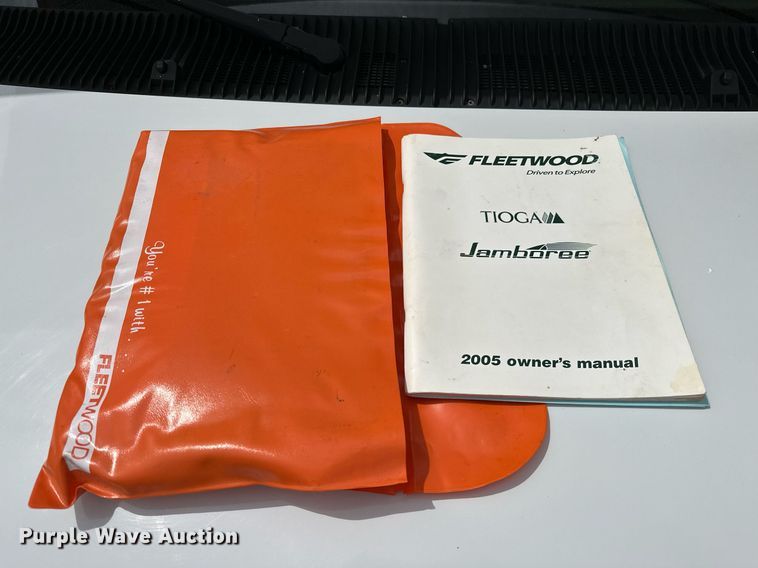 You're # 1 with.
FLEETWOOD
FLEETWOOD
Driven to Explore
TIOGA
Jamboree
2005 owner's manual
Purple Wave Auction